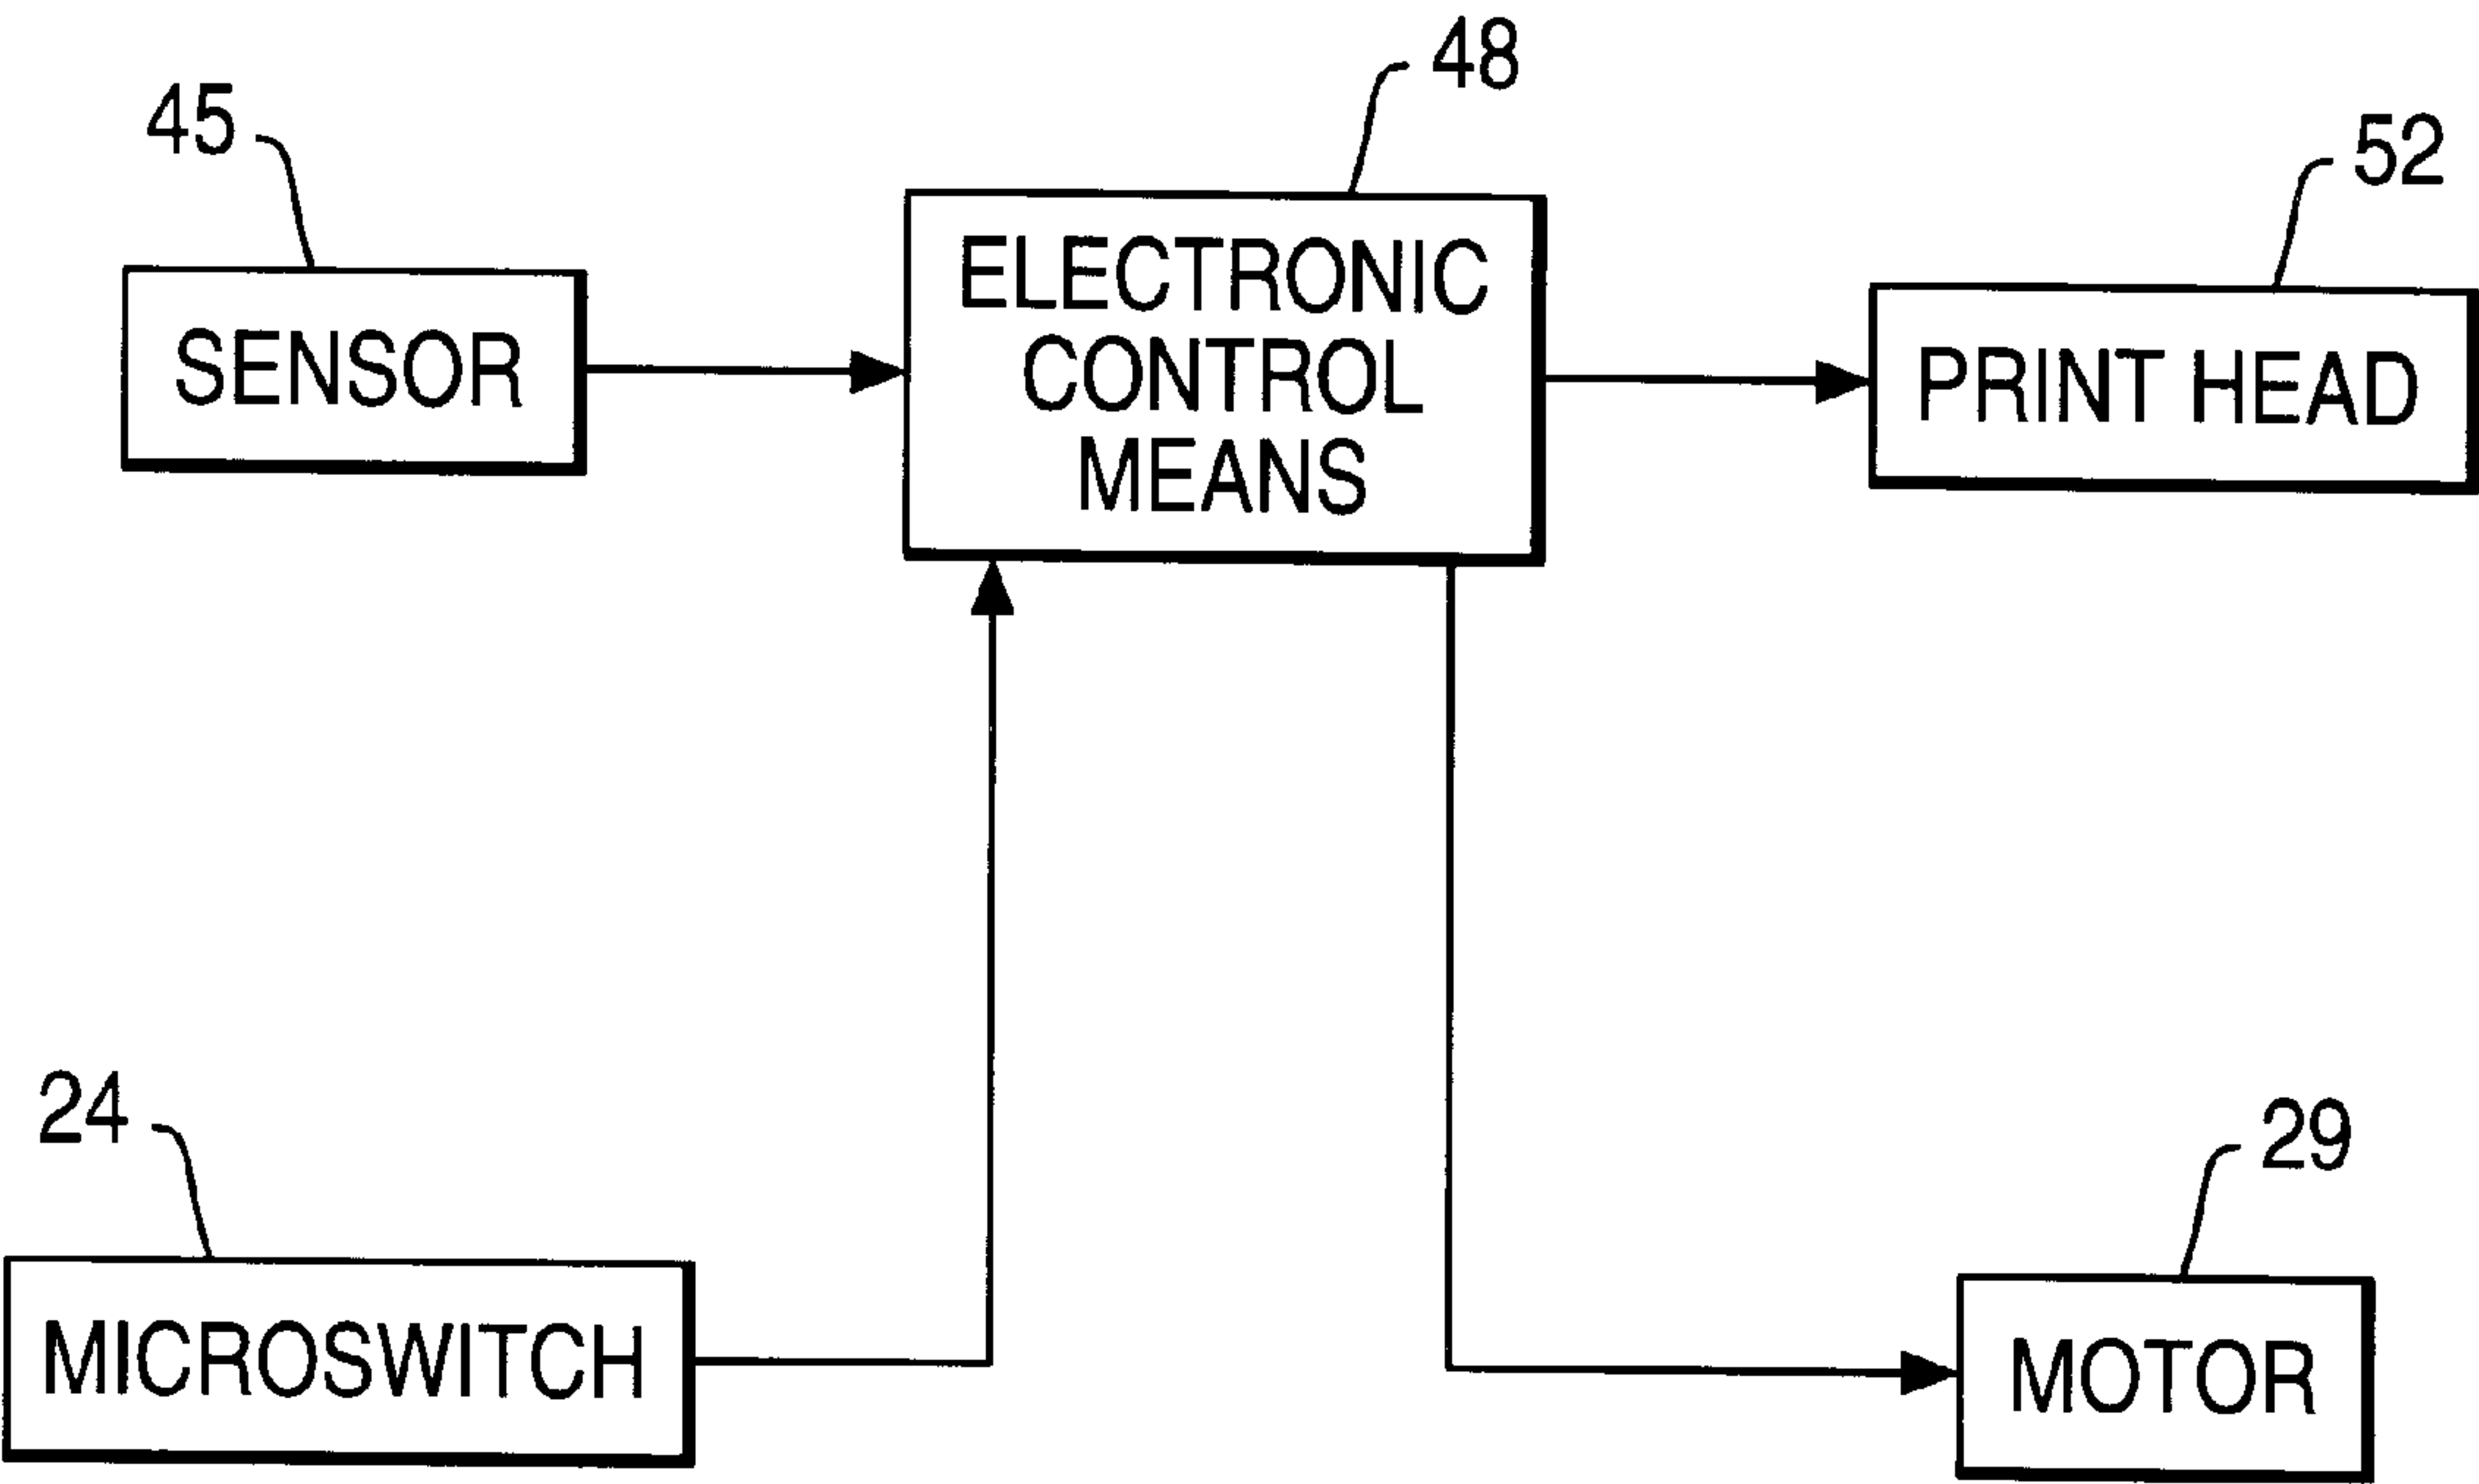 48
45
52
ELECTRONIC
CONTROL
MEANS
SENSOR
PRINT HEAD
24
29
MICROSWITCH
MOTOR